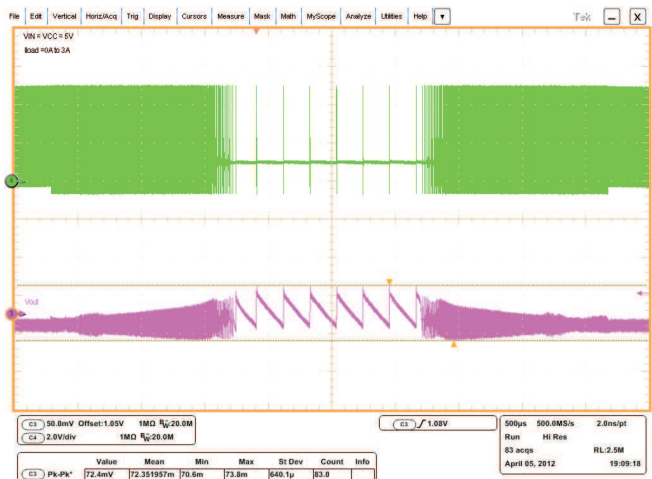 File Edit Vertical Horiz/Acq Trig Display Cursors Measure Mask Math MyScope Analyze Utilities Help Tek
VIN = VCC = 5V
Iload =0A to 3A
4
Vout
3
C3 50.0mV Offset:1.05V 1MΩ BW:20.0M
C4 2.0V/div 1MΩ BW:20.0M
C3 1.08V
500µs 500.0MS/s 2.0ns/pt
Run Hi Res
83 acqs RL:2.5M
April 05, 2012 19:09:18
Value Mean Min Max St Dev Count Info
C3 Pk-Pk* 72.4mV 72.351957m 70.6m 73.8m 640.1µ 83.0